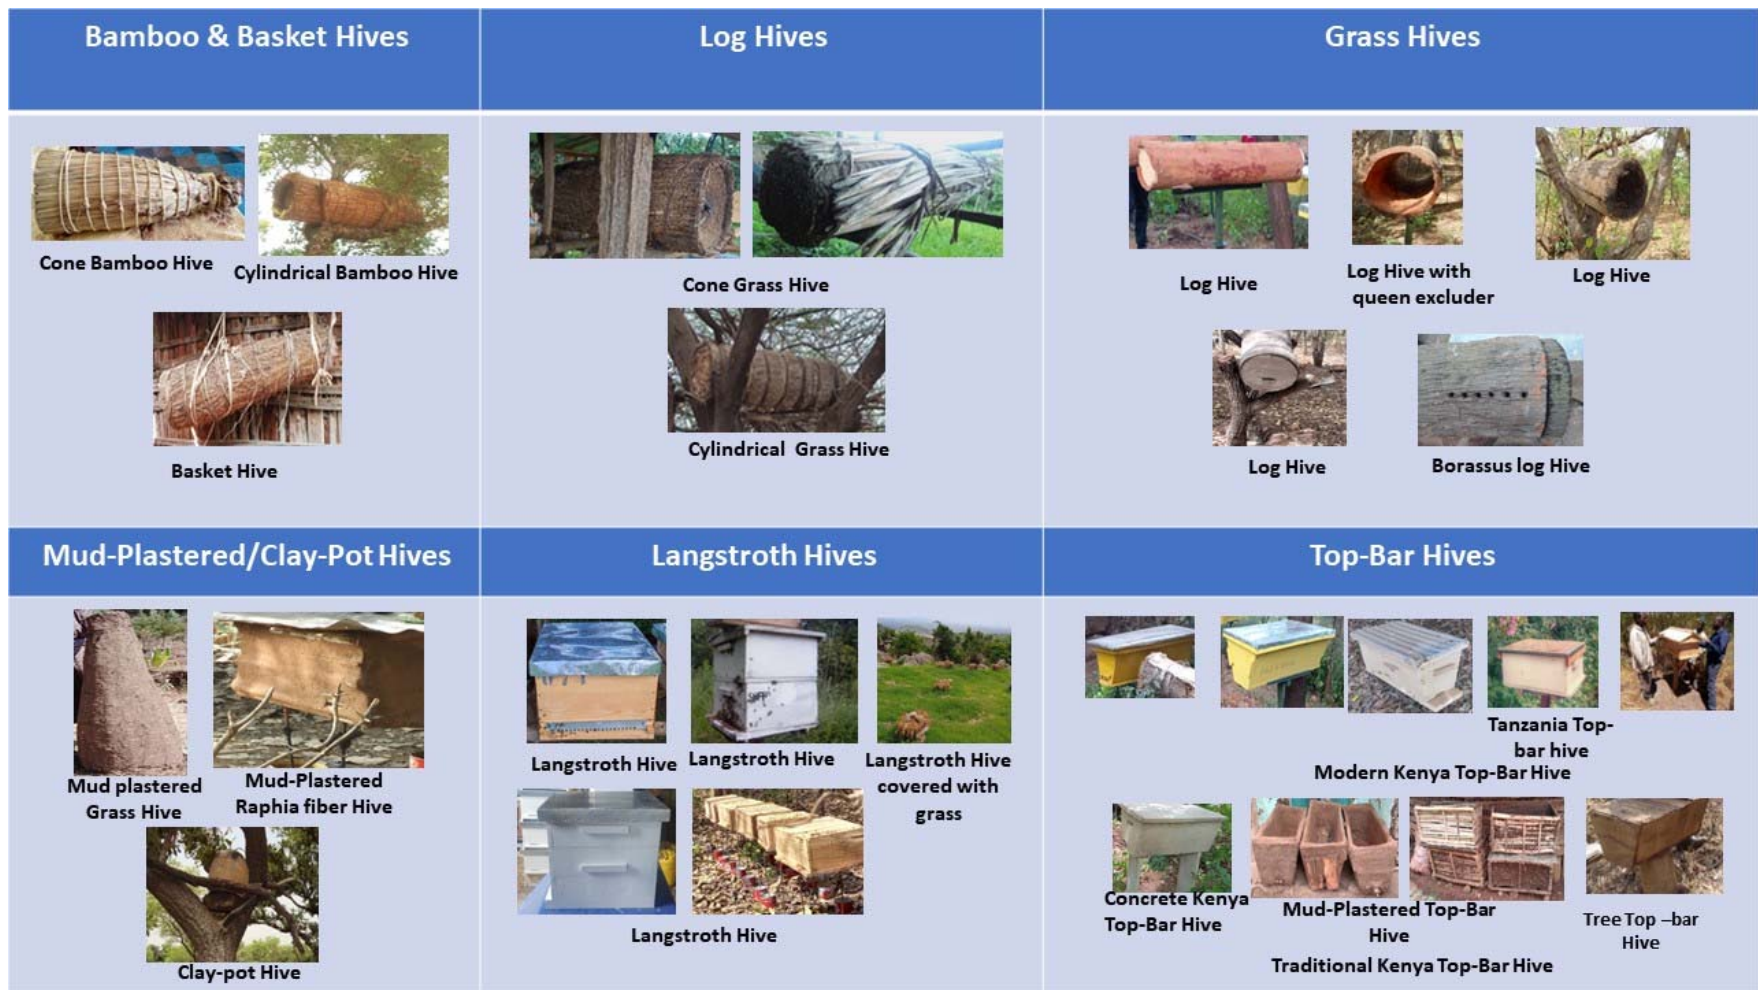 Bamboo & Basket Hives
Log Hives
Grass Hives
Cone Bamboo Hive
Cylindrical Bamboo Hive
Basket Hive
Cone Grass Hive
Cylindrical Grass Hive
Log Hive
Log Hive with
queen excluder
Log Hive
Log Hive
Borassus log Hive
Mud-Plastered/Clay-Pot Hives
Langstroth Hives
Top-Bar Hives
Mud plastered
Grass Hive
Mud-Plastered
Raphia fiber Hive
Clay-pot Hive
Langstroth Hive
Langstroth Hive
Langstroth Hive
covered with
grass
Langstroth Hive
Tanzania Top-
bar hive
Modern Kenya Top-Bar Hive
Concrete Kenya
Top-Bar Hive
Mud-Plastered Top-Bar
Hive
Tree Top –bar
Hive
Traditional Kenya Top-Bar Hive